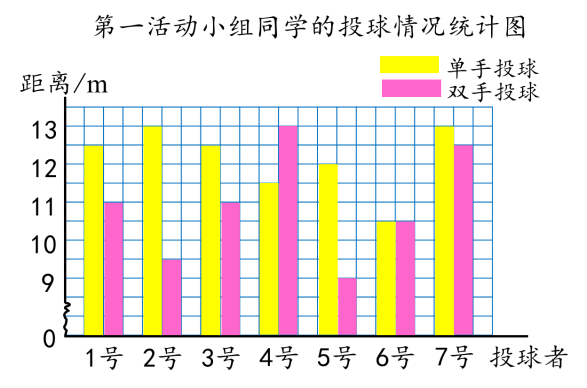 第一活动小组同学的投球情况统计图
单手投球
双手投球
距离/m
13
12
11
10
9
0
1号 2号 3号 4号 5号 6号 7号 投球者